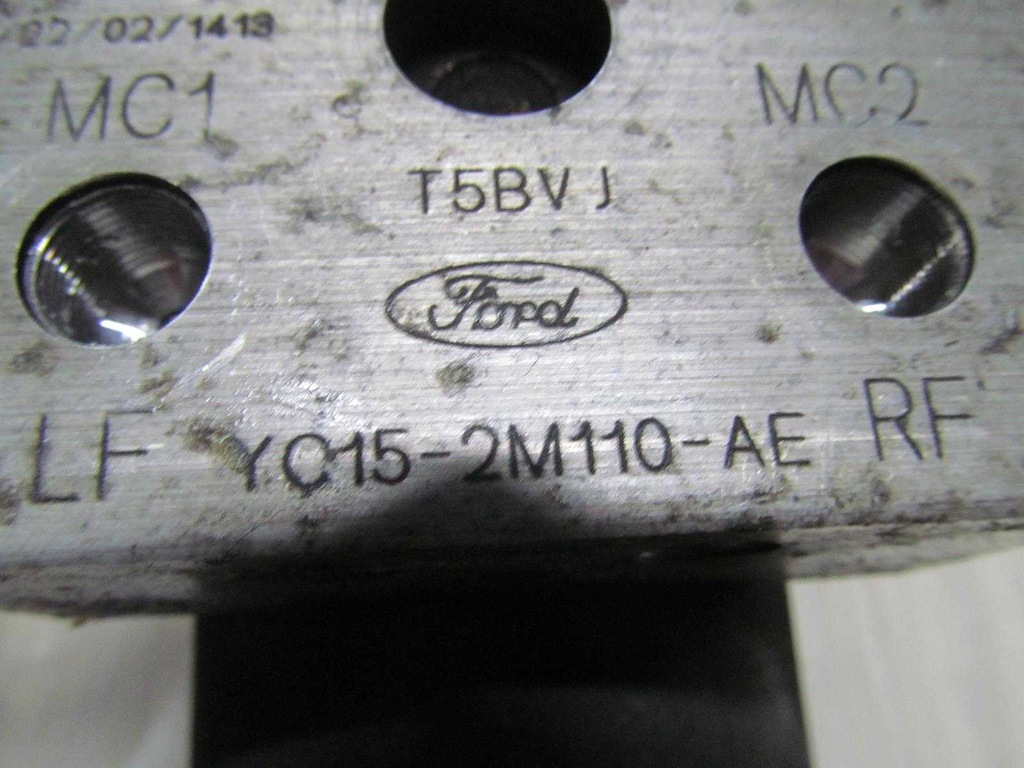 /22/02/1413
MC1 MC2
T5BVJ
Ford
LF YC15-2M110-AE RF